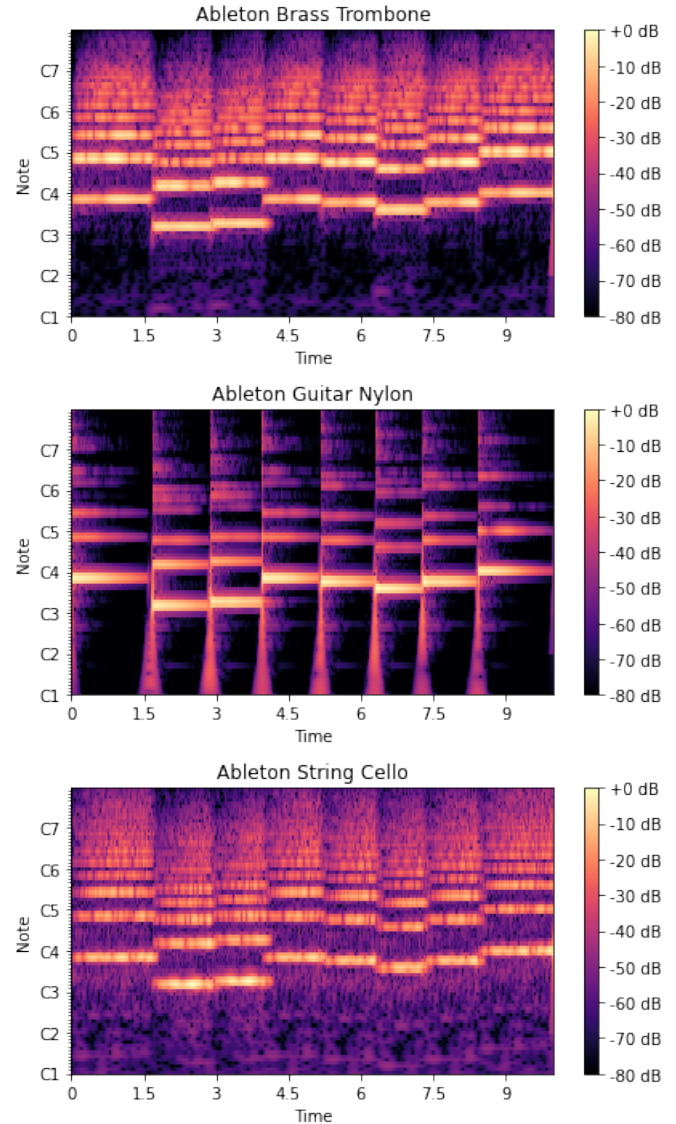 Ableton Brass Trombone
+0 dB
C7
-10 dB
-20 dB
C6
-30 dB
C5
Note
-40 dB
C4
-50 dB
C3
-60 dB
C2
-70 dB
C1
-80 dB
0 1.5 3 4.5 6 7.5 9
Time
Ableton Guitar Nylon
+0 dB
C7
-10 dB
-20 dB
C6
-30 dB
C5
Note
-40 dB
C4
-50 dB
C3
-60 dB
C2
-70 dB
C1
-80 dB
0 1.5 3 4.5 6 7.5 9
Time
Ableton String Cello
+0 dB
C7
-10 dB
-20 dB
C6
-30 dB
C5
Note
-40 dB
C4
-50 dB
C3
-60 dB
C2
-70 dB
C1
-80 dB
0 1.5 3 4.5 6 7.5 9
Time